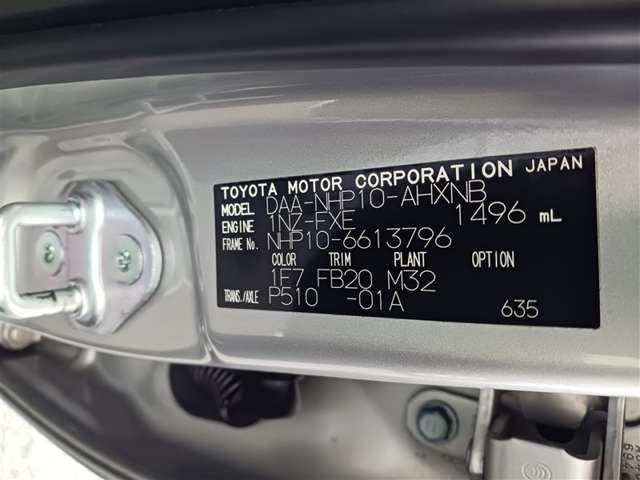 TOYOTA MOTOR CORPORATION JAPAN
MODEL DAA-NHP10-AHXNB
ENGINE 1NZ-FXE 1496 mL
FRAME No. NHP10-6613796
COLOR TRIM PLANT OPTION
1F7 FB20 M32
TRANS./AXLE P510 -01A
635